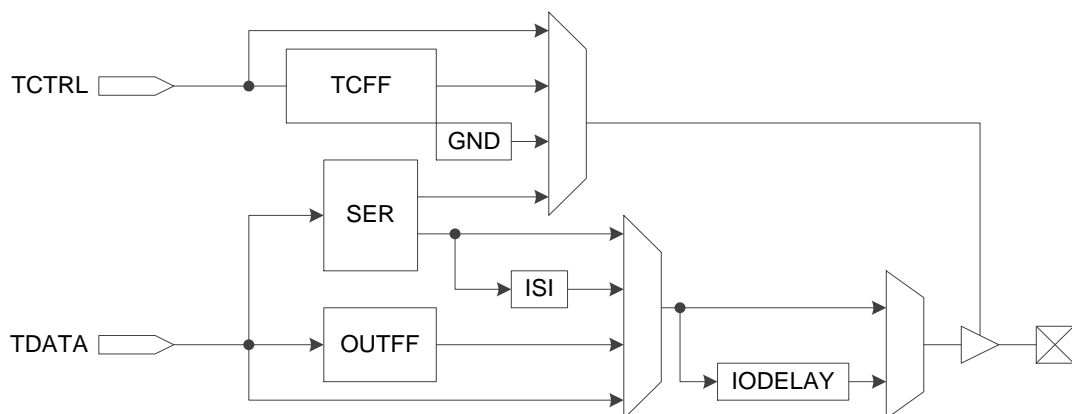 TCTRL
TCFF
GND
SER
ISI
TDATA
OUTFF
IODELAY